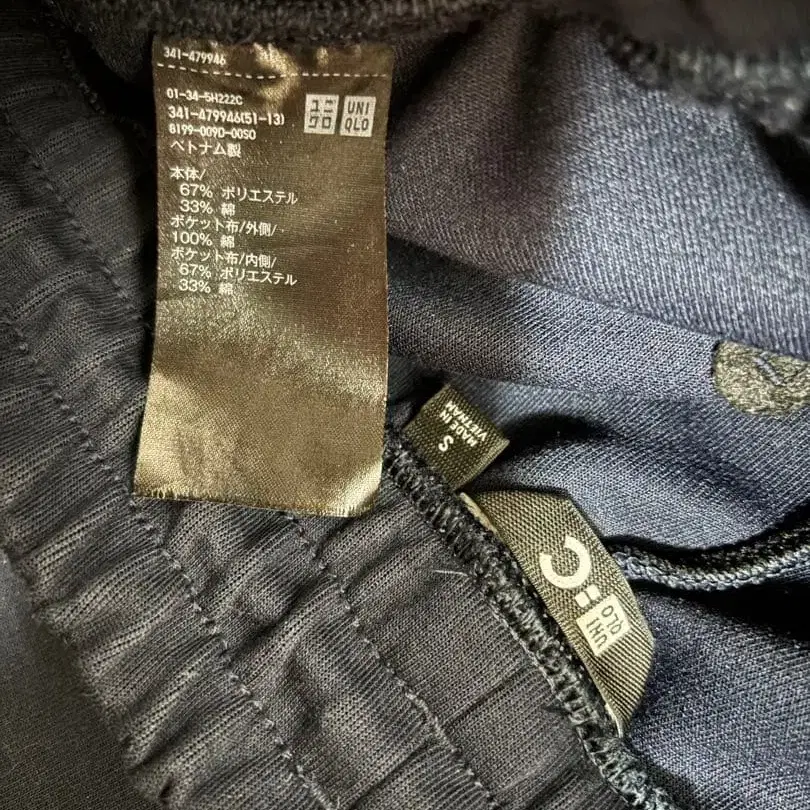 341-479946
01-34-5H222C
341-479946(51-13)
8199-009D-00S0
ベトナム製
ユニ
クロ
UNI
QLO
本体/
67% ポリエステル
33% 綿
ポケット布/外側/
100% 綿
ポケット布/内側/
67% ポリエステル
33% 綿
S
MADE IN
VIETNAM
C
UNI
QLO